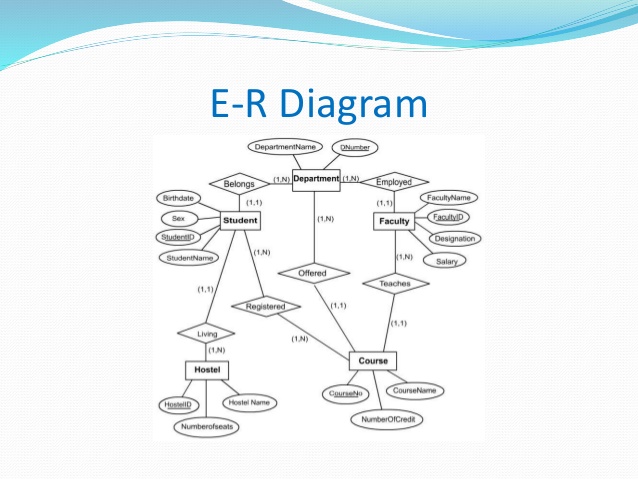 E-R Diagram
DepartmentName
DNumber
Belongs
(1,N)
Department
(1,N)
Employed
Birthdate
(1,1)
(1,1)
FacultyName
Sex
Student
(1,N)
Faculty
FacultyID
StudentID
Designation
StudentName
(1,N)
(1,N)
Salary
Offered
Teaches
(1,1)
Registered
(1,1)
Living
(1,N)
(1,1)
(1,N)
Course
Hostel
HostelID
Hostel Name
CourseNo
CourseName
Numberofseats
NumberOfCredit